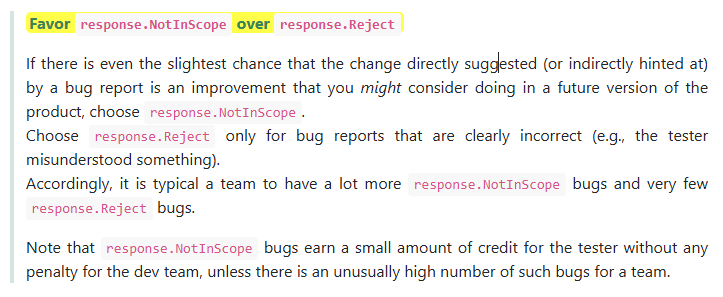 Favor response.NotInScope over response.Reject
If there is even the slightest chance that the change directly suggested (or indirectly hinted at)
by a bug report is an improvement that you might consider doing in a future version of the
product, choose response.NotInScope.
Choose response.Reject only for bug reports that are clearly incorrect (e.g., the tester
misunderstood something).
Accordingly, it is typical a team to have a lot more response.NotInScope bugs and very few
response.Reject bugs.
Note that response.NotInScope bugs earn a small amount of credit for the tester without any
penalty for the dev team, unless there is an unusually high number of such bugs for a team.